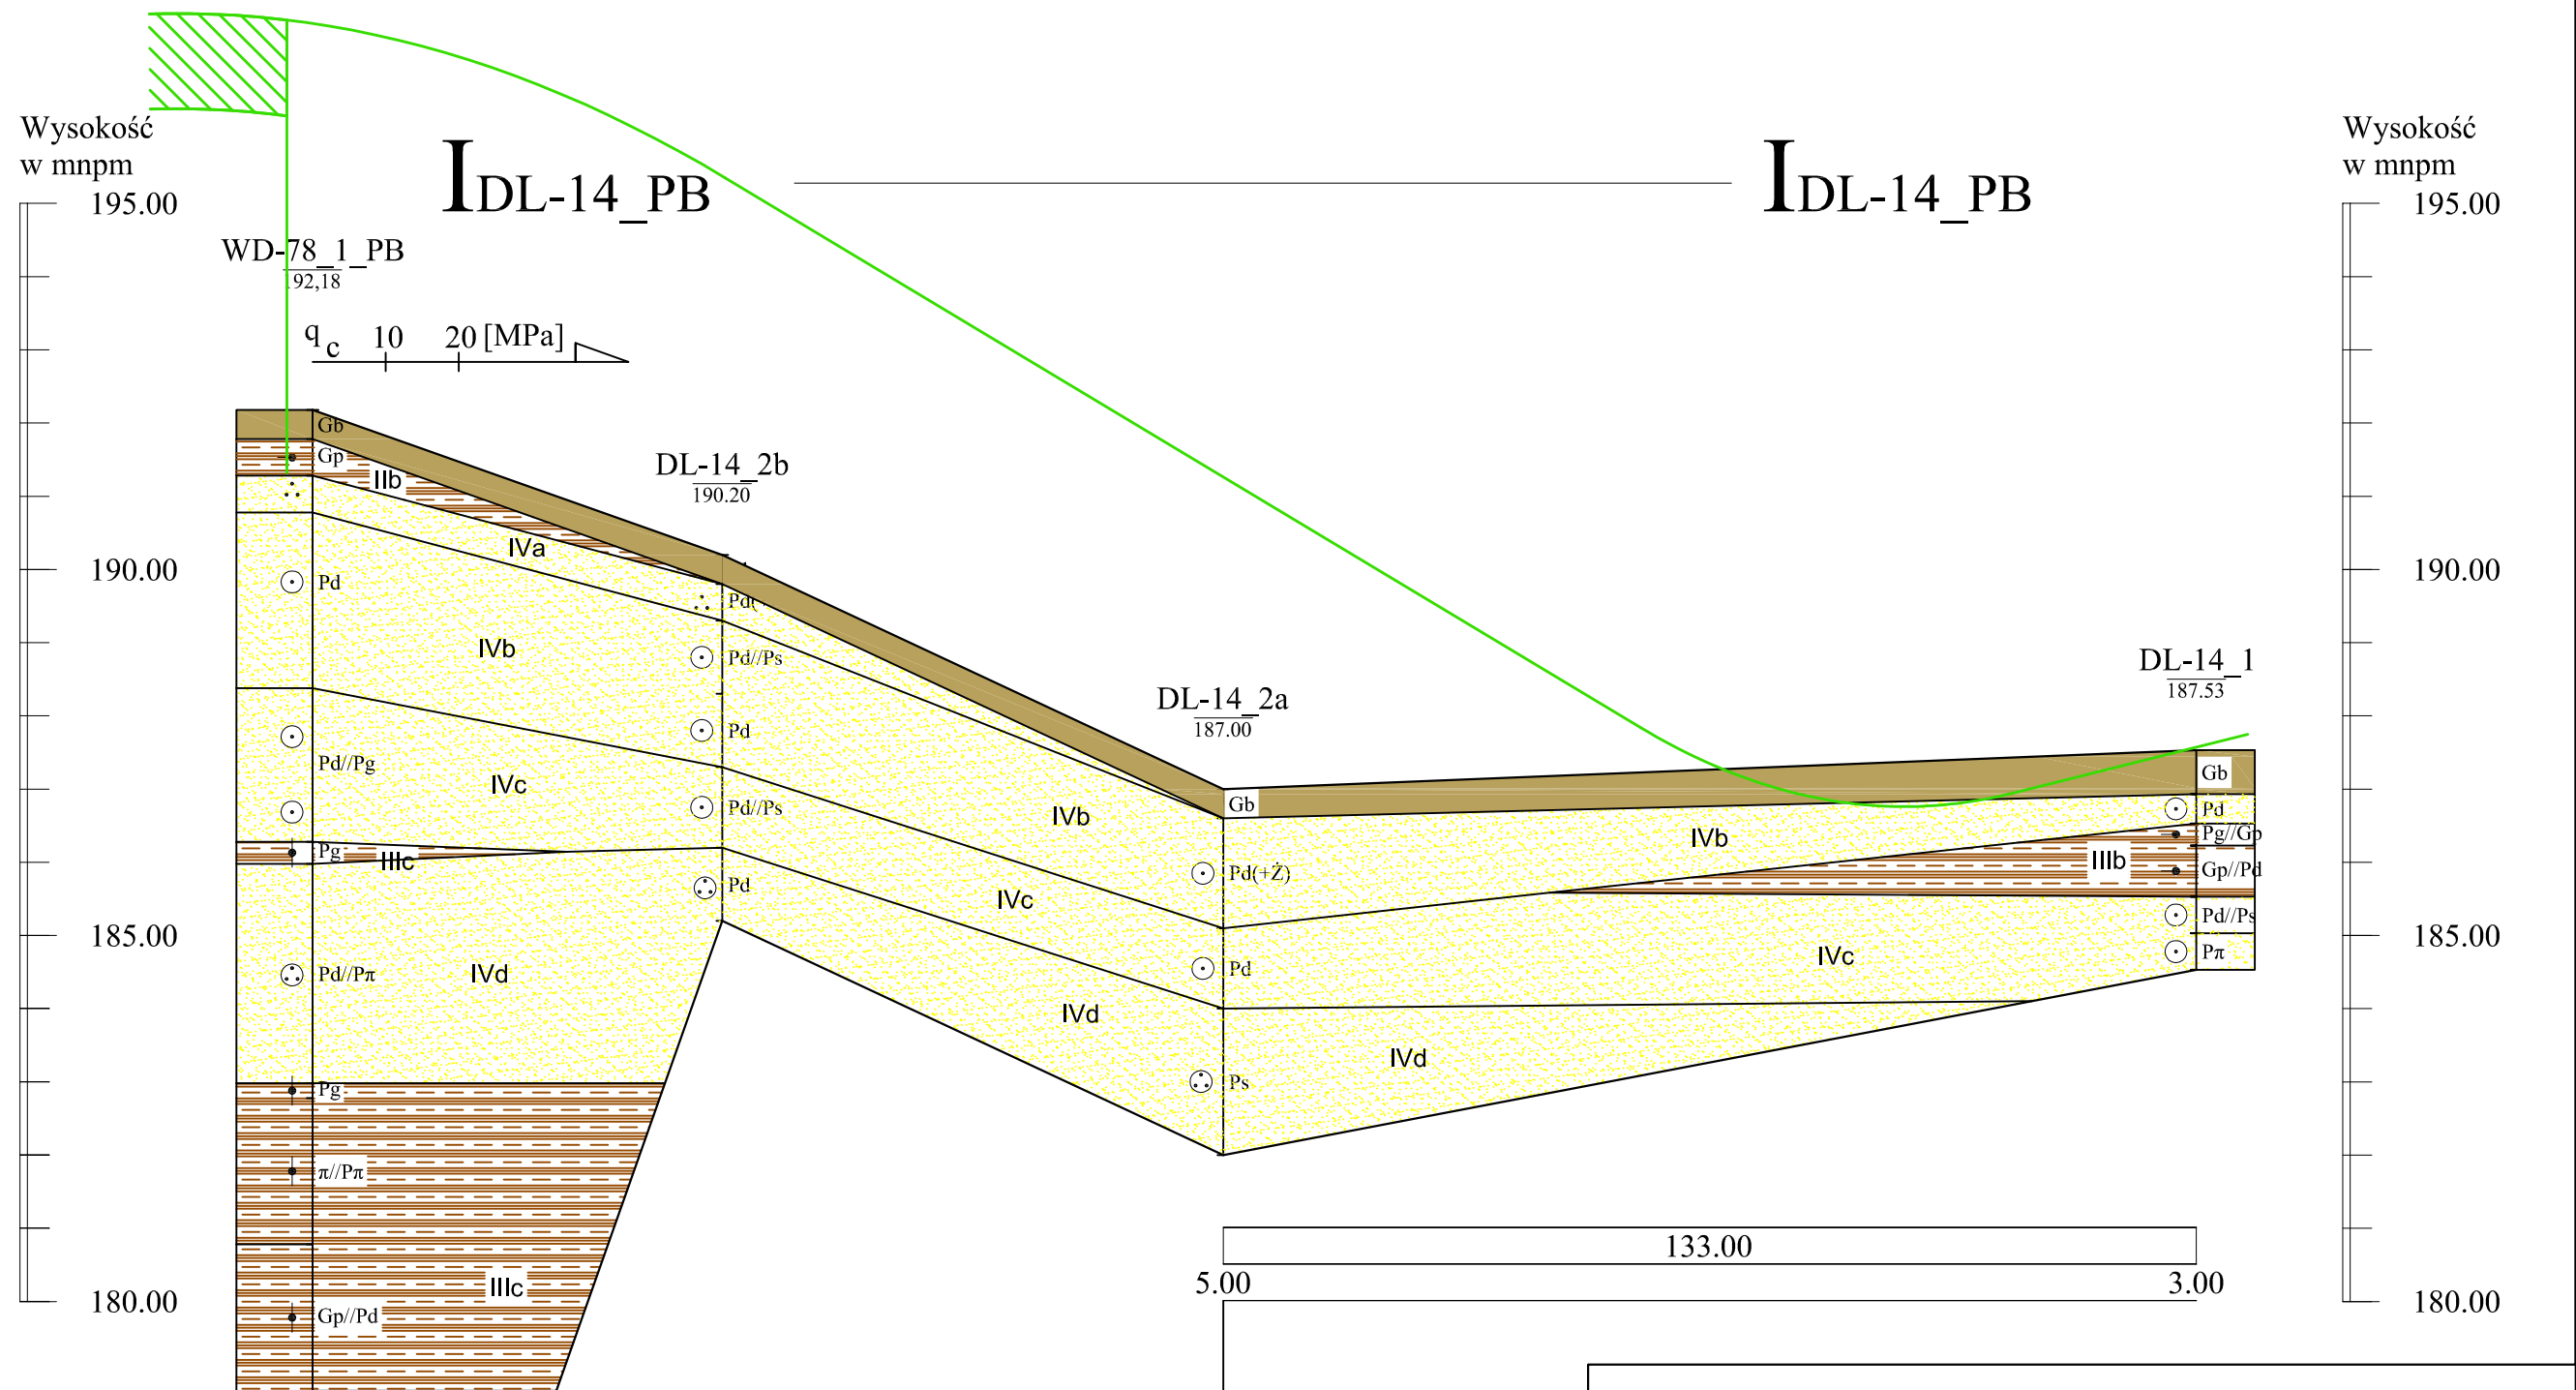 Wysokość
w mnpm
195.00
190.00
185.00
180.00
I DL-14_PB
I DL-14_PB
Wysokość
w mnpm
195.00
190.00
185.00
180.00
WD-78_1_PB
192,18
qc 10 20 [MPa]
Gb
Gp
Pd
Pd//Pg
Pg
Pd//Pπ
Pg
π//Pπ
Gp//Pd
IIb
IVa
IVb
IVc
IIIc
IVd
IIIc
DL-14_2b
190.20
Pd(
Pd//Ps
Pd
Pd//Ps
Pd
IVb
IVc
IVd
DL-14_2a
187.00
Gb
Pd(+Ż)
Pd
Ps
IVb
IIIb
IVc
IVd
DL-14_1
187.53
Gb
Pd
Pg//Gp
Gp//Pd
Pd//Ps
Pπ
133.00
5.00 3.00